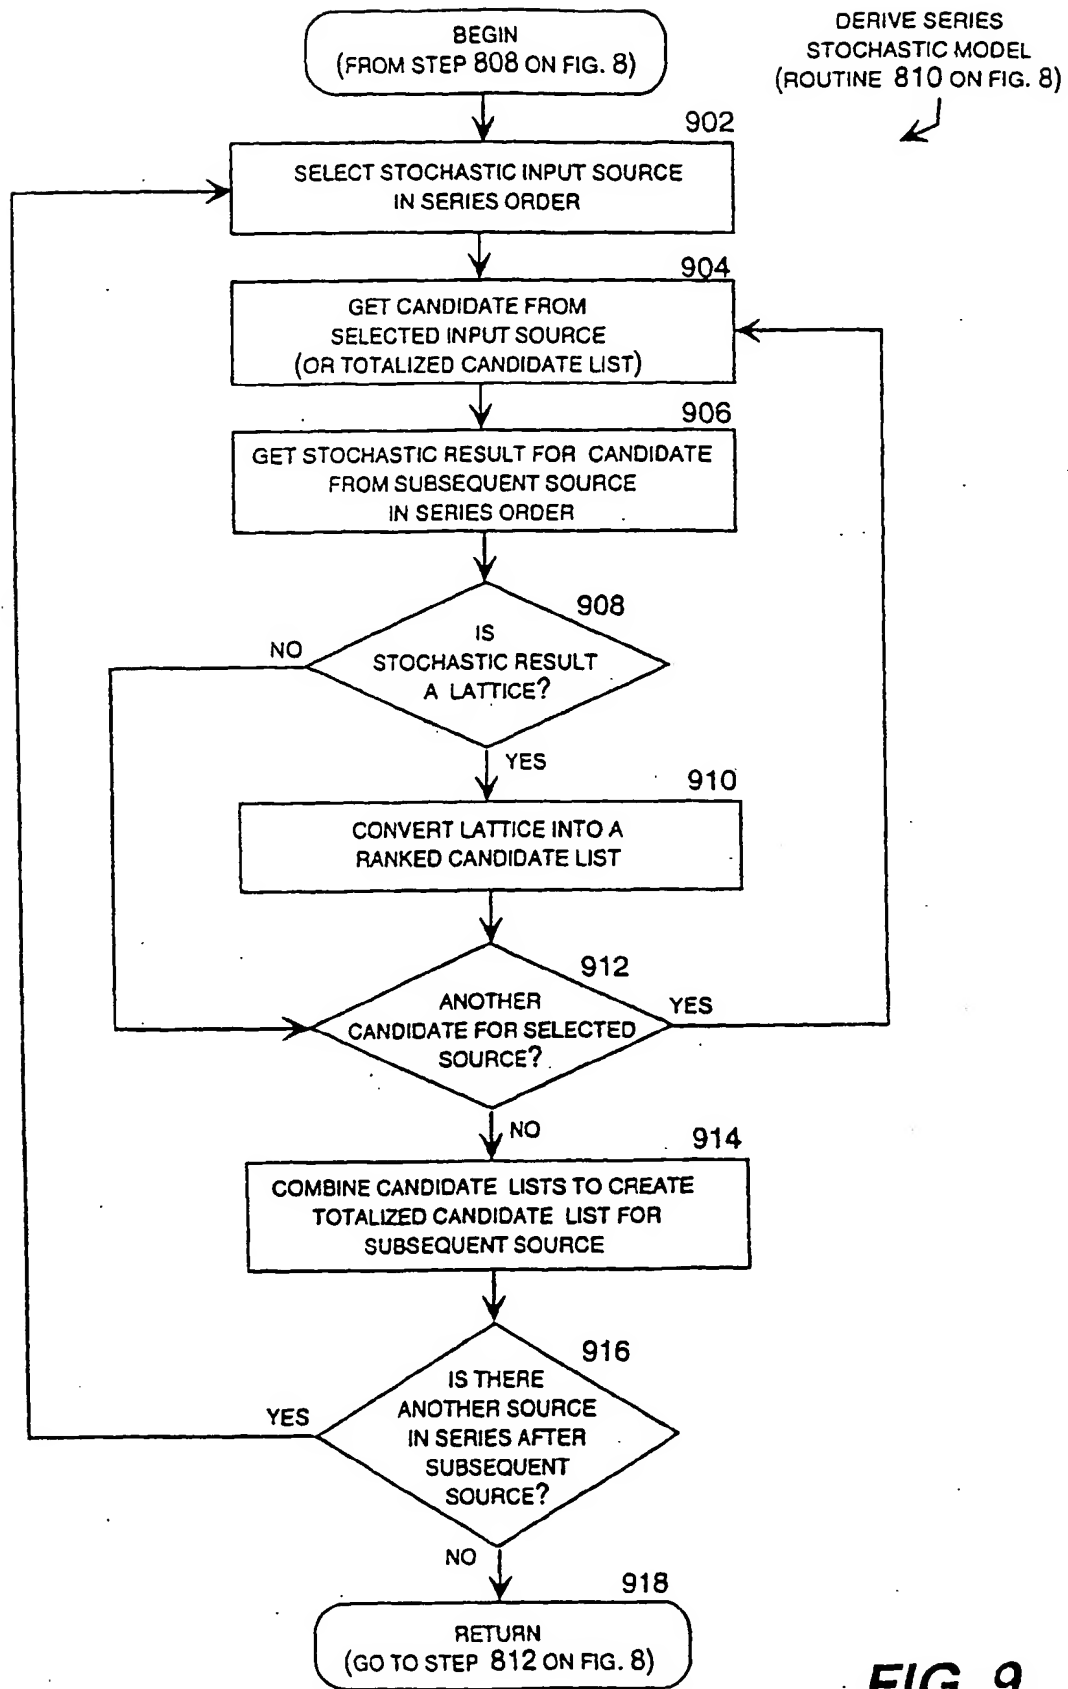 BEGIN
(FROM STEP 808 ON FIG. 8)
DERIVE SERIES
STOCHASTIC MODEL
(ROUTINE 810 ON FIG. 8)
902
SELECT STOCHASTIC INPUT SOURCE
IN SERIES ORDER
904
GET CANDIDATE FROM
SELECTED INPUT SOURCE
(OR TOTALIZED CANDIDATE LIST)
906
GET STOCHASTIC RESULT FOR CANDIDATE
FROM SUBSEQUENT SOURCE
IN SERIES ORDER
908
IS
STOCHASTIC RESULT
A LATTICE?
NO
YES
910
CONVERT LATTICE INTO A
RANKED CANDIDATE LIST
912
ANOTHER
CANDIDATE FOR SELECTED
SOURCE?
YES
NO
914
COMBINE CANDIDATE LISTS TO CREATE
TOTALIZED CANDIDATE LIST FOR
SUBSEQUENT SOURCE
916
IS THERE
ANOTHER SOURCE
IN SERIES AFTER
SUBSEQUENT
SOURCE?
YES
NO
918
RETURN
(GO TO STEP 812 ON FIG. 8)
FIG. 9